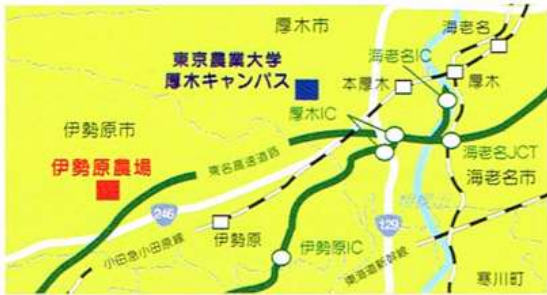 厚木市
海老名
東京農業大学
厚木キャンパス
海老名IC
本厚木
厚木
厚木IC
伊勢原市
伊勢原農場
東名高速道路
海老名JCT
海老名市
246
129
伊勢原
小田急小田原線
伊勢原IC
東海道新幹線
寒川町